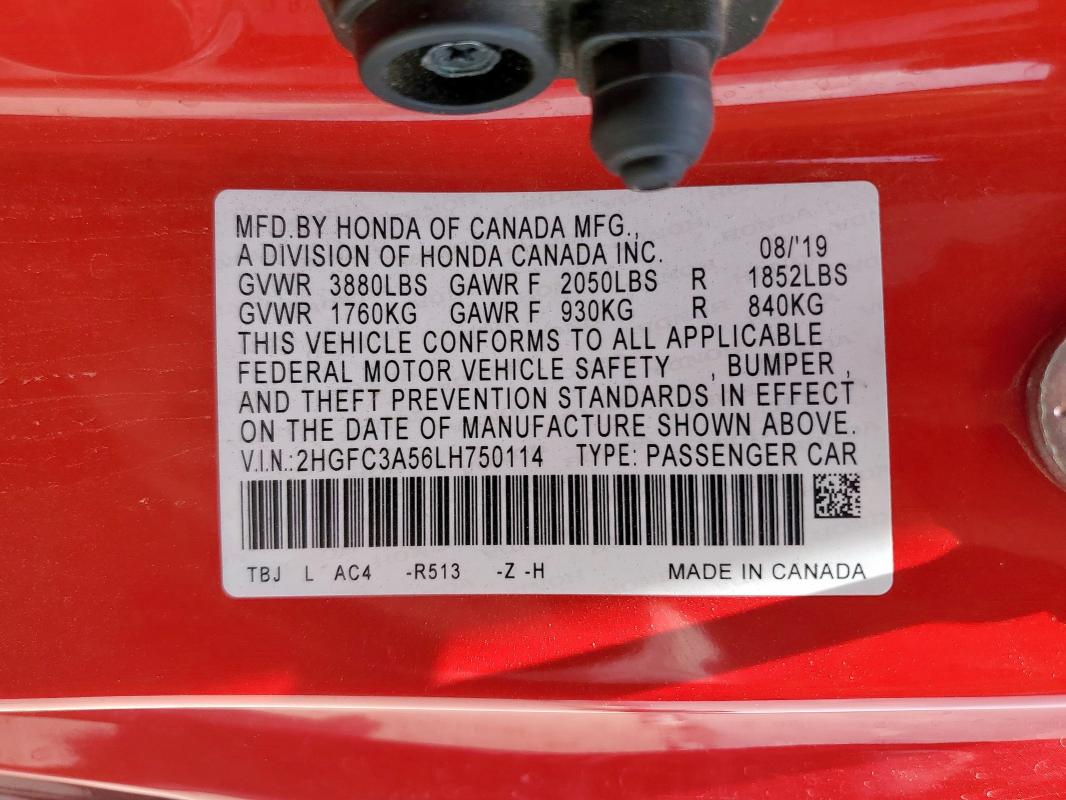 MFD.BY HONDA OF CANADA MFG.,
A DIVISION OF HONDA CANADA INC. 08/'19
GVWR 3880LBS GAWR F 2050LBS R 1852LBS
GVWR 1760KG GAWR F 930KG R 840KG
THIS VEHICLE CONFORMS TO ALL APPLICABLE
FEDERAL MOTOR VEHICLE SAFETY , BUMPER ,
AND THEFT PREVENTION STANDARDS IN EFFECT
ON THE DATE OF MANUFACTURE SHOWN ABOVE.
V.I.N.:2HGFC3A56LH750114 TYPE: PASSENGER CAR
TBJ L AC4 -R513 -Z -H MADE IN CANADA